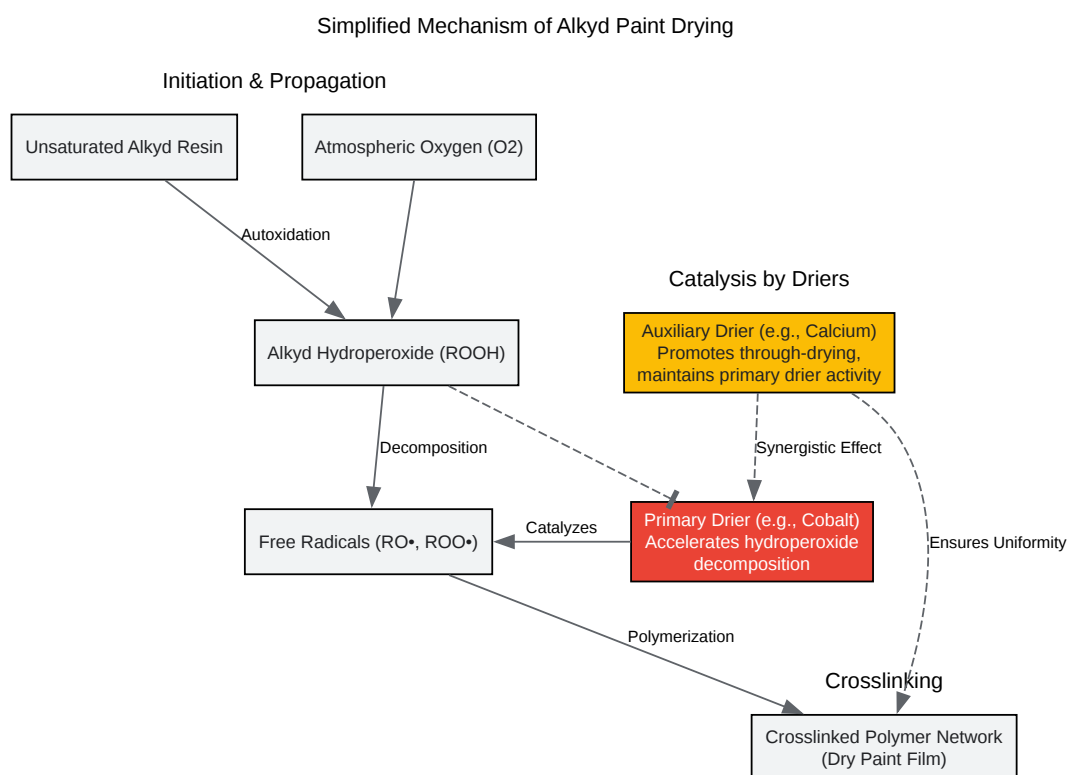 Simplified Mechanism of Alkyd Paint Drying
Initiation & Propagation
Unsaturated Alkyd Resin
Atmospheric Oxygen (O2)
Autoxidation
Catalysis by Driers
Auxiliary Drier (e.g., Calcium)
Promotes through-drying,
maintains primary drier activity
Alkyd Hydroperoxide (ROOH)
Decomposition
Synergistic Effect
Primary Drier (e.g., Cobalt)
Accelerates hydroperoxide
decomposition
Catalyzes
Free Radicals (RO•, ROO•)
Ensures Uniformity
Polymerization
Crosslinking
Crosslinked Polymer Network
(Dry Paint Film)